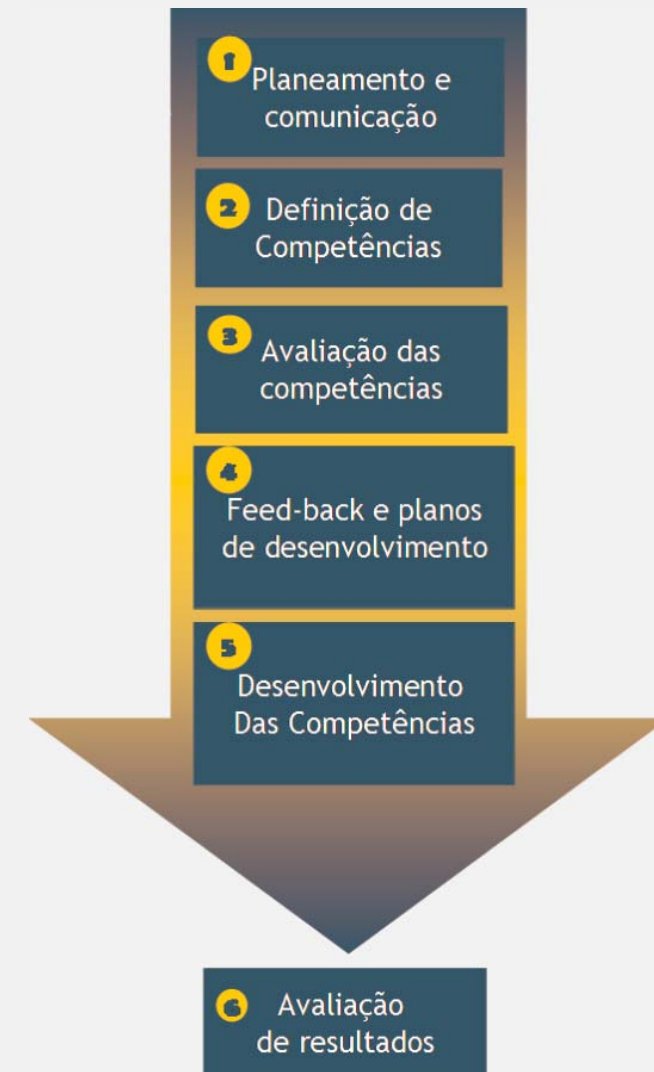 1
Planeamento e
comunicação
2
Definição de
Competências
3
Avaliação das
competências
4
Feed-back e planos
de desenvolvimento
5
Desenvolvimento
Das Competências
6
Avaliação
de resultados